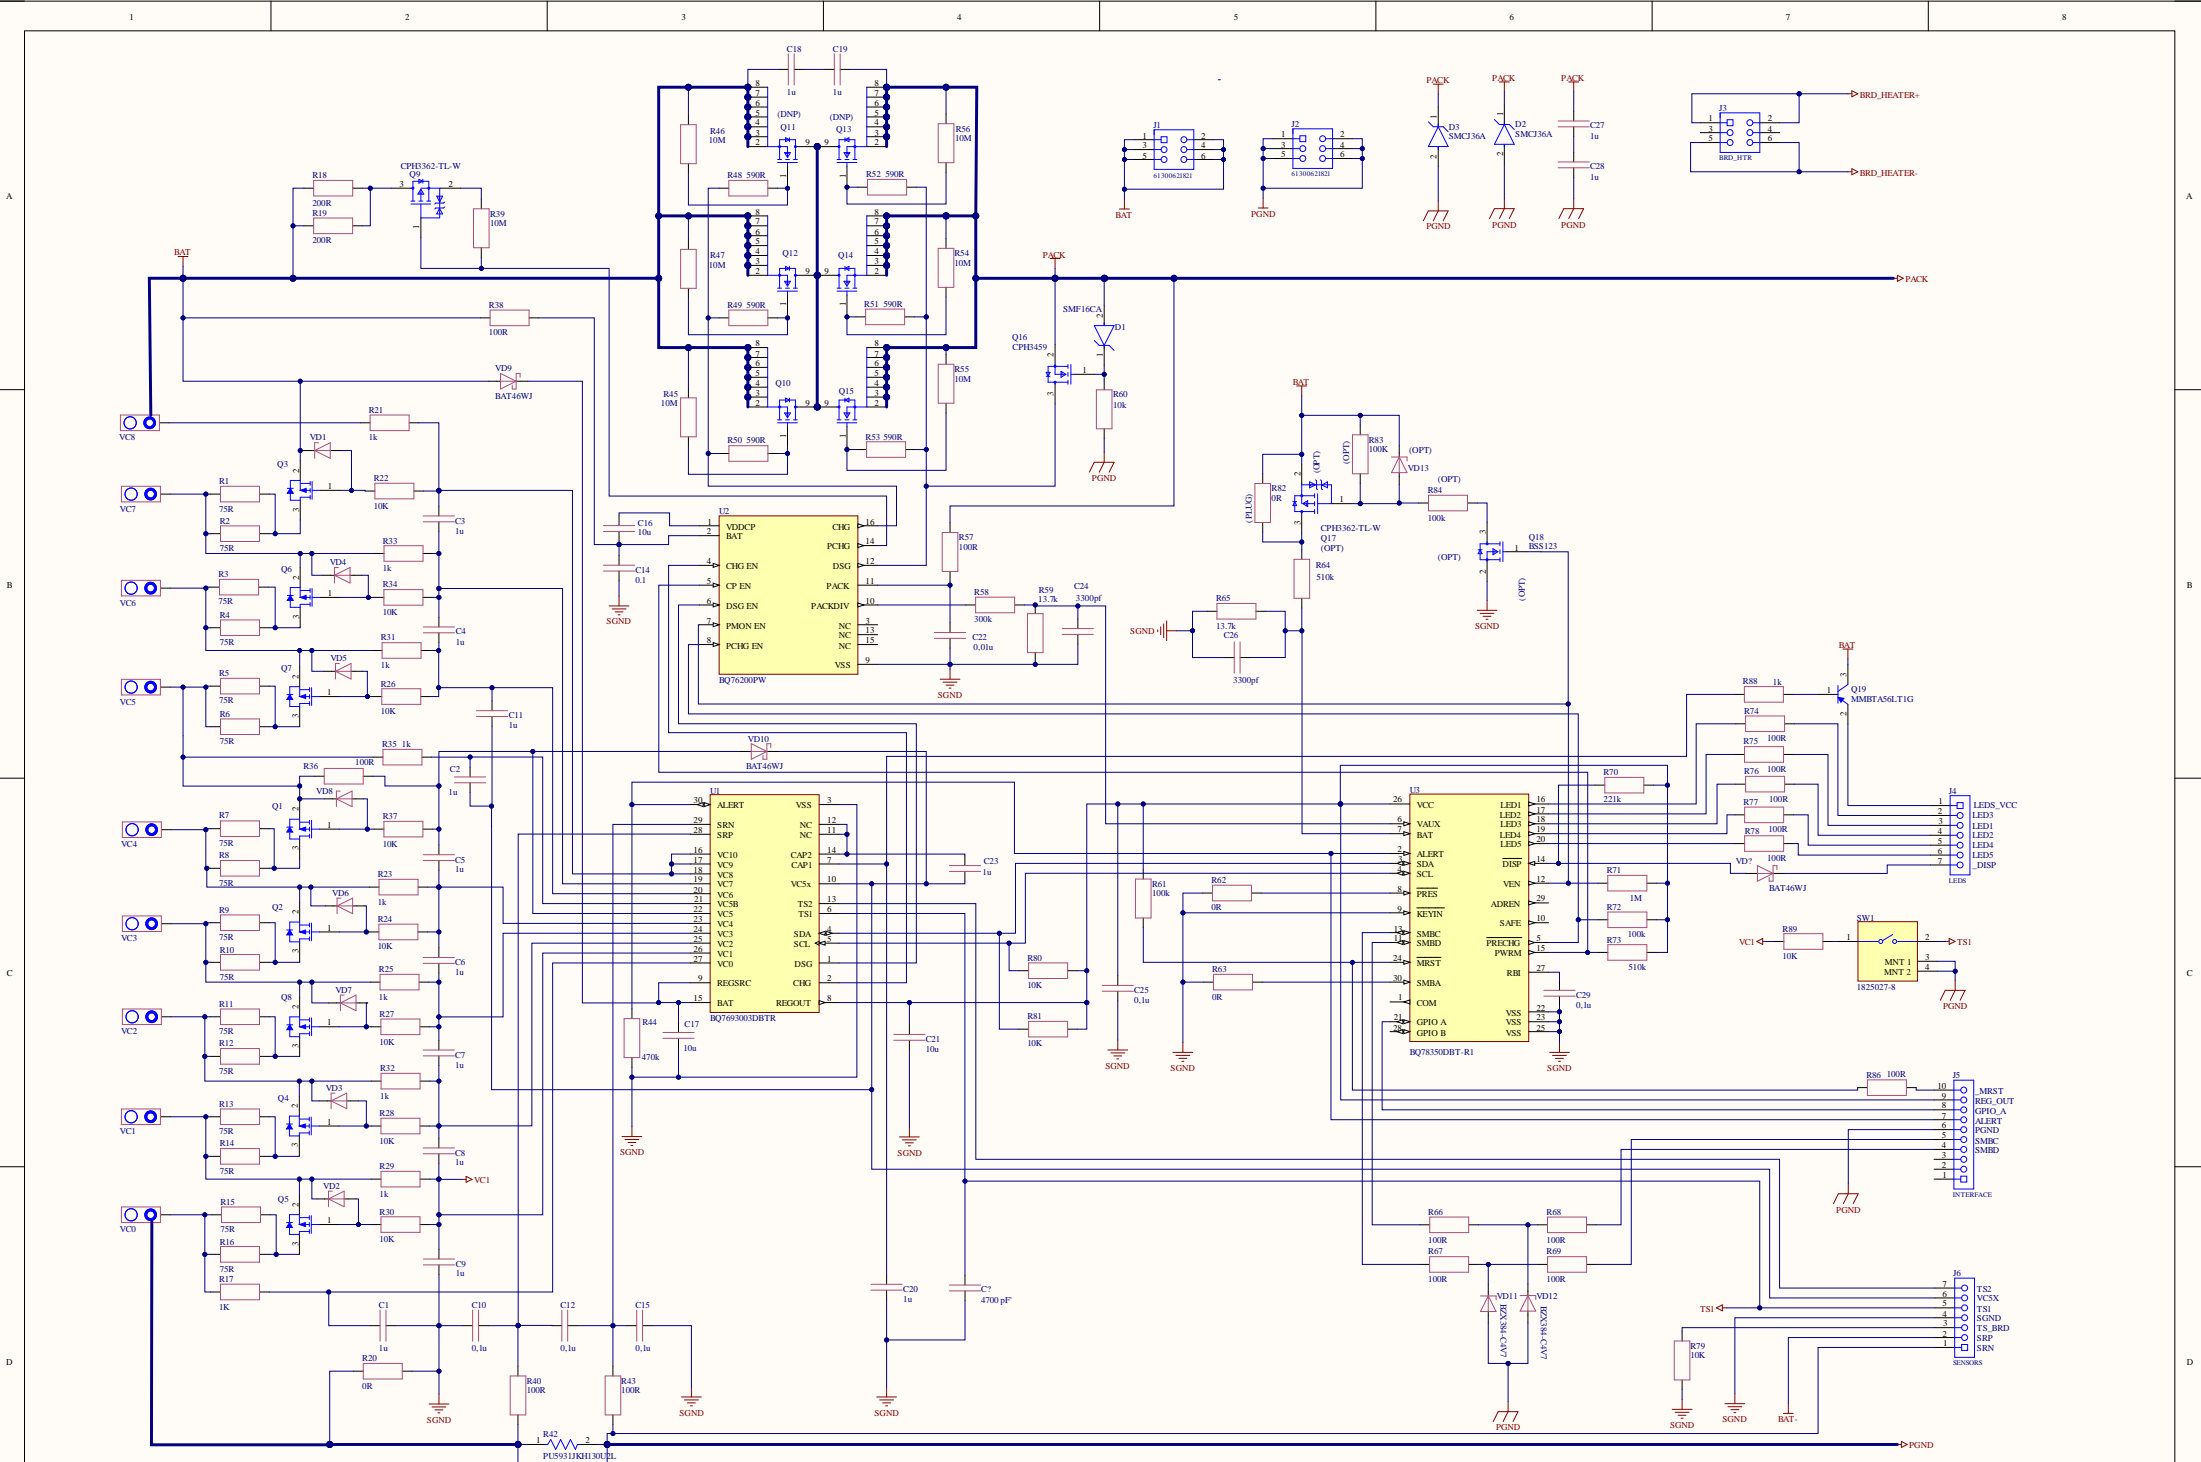 1 2 3 4 5 6 7 8
A
B
C
D
A
B
C
D
C18
1u
C19
1u
(DNP)
Q11
(DNP)
Q13
R46
10M
R56
10M
R48 590R
R52 590R
R47
10M
Q12
Q14
R54
10M
R49 590R
R51 590R
R45
10M
Q10
Q15
R55
10M
R50 590R
R53 590R
CPH3362-TL-W
Q9
R18
200R
R19
200R
R39
10M
BAT
R38
100R
VD9
BAT46WJ
J1
61300621821
BAT
J2
61300621821
PGND
PACK
D3
SMCJ36A
PGND
PACK
D2
SMCJ36A
PGND
PACK
C27
1u
C28
1u
PGND
J3
BRD_HTR
BRD_HEATER+
BRD_HEATER-
PACK
PACK
SMF16CA
D1
Q16
CPH3459
R60
10k
PGND
VC8
R21
1k
VD1
Q3
R22
10K
VC7
R1
75R
R2
75R
C3
1u
R33
1k
VD4
Q6
R34
10K
VC6
R3
75R
R4
75R
C4
1u
R31
1k
VD5
Q7
R26
10K
VC5
R5
75R
R6
75R
C11
1u
R35 1k
R36
100R
C2
1u
VD8
Q1
R37
10K
VC4
R7
75R
R8
75R
C5
1u
R23
1k
VD6
Q2
R24
10K
VC3
R9
75R
R10
75R
C6
1u
R25
1k
VD7
Q8
R27
10K
VC2
R11
75R
R12
75R
C7
1u
R32
1k
VD3
Q4
R28
10K
VC1
R13
75R
R14
75R
C8
1u
R29
1k
VC1
VD2
Q5
R30
10K
VC0
R15
75R
R16
75R
R17
1K
C9
1u
C1
1u
C10
0,1u
C12
0,1u
C15
0,1u
R20
0R
R40
100R
R43
100R
SGND
SGND
R42
PU5931JKH130U2L
PGND
C16
10u
C14
0.1
SGND
U2
VDDCP
BAT
CHG EN
CP EN
DSG EN
PMON EN
PCHG EN
CHG
PCHG
DSG
PACK
PACKDIV
NC
NC
NC
VSS
BQ76200PW
R57
100R
R58
300k
R59
13.7k
C24
3300pf
C22
0,01u
SGND
VD10
BAT46WJ
U1
ALERT
SRN
SRP
VC10
VC9
VC8
VC7
VC6
VC5B
VC5
VC4
VC3
VC2
VC1
VC0
REGSRC
BAT
VSS
NC
NC
CAP2
CAP1
VC5x
TS2
TS1
SDA
SCL
DSG
CHG
REGOUT
BQ7693003DBTR
R44
470k
C17
10u
SGND
C21
10u
SGND
C23
1u
R80
10K
R81
10K
C20
1u
C?
4700 pF
SGND
BAT
R83
100K
(OPT)
(OPT)
(OPT)
VD13
R82
0R
(PLUG)
CPH3362-TL-W
Q17
(OPT)
(OPT)
R84
100k
Q18
BSS123
(OPT)
(OPT)
SGND
R64
510k
R65
13.7k
SGND
C26
3300pf
R61
100k
R62
0R
R63
0R
C25
0,1u
SGND
SGND
U3
VCC
VAUX
BAT
ALERT
SDA
SCL
PRES
KEYIN
SMBC
SMBD
MRST
SMBA
COM
GPIO A
GPIO B
LED1
LED2
LED3
LED4
LED5
DISP
VEN
ADREN
SAFE
PRECHG
PWRM
RBI
VSS
VSS
VSS
BQ78350DBT-R1
R70
221k
R71
1M
R72
100k
R73
510k
C29
0,1u
SGND
BAT
Q19
MMBTA56LT1G
R88 1k
R74
100R
R75
100R
R76
100R
R77
100R
R78
100R
VD?
BAT46WJ
J4
LEDS_VCC
LED3
LED1
LED2
LED4
LED5
_DISP
LEDS
SW1
VC1
R89
10K
TS1
MNT 1
MNT 2
1825027-8
PGND
R86 100R
J5
_MRST
REG_OUT
GPIO_A
ALERT
PGND
SMBC
SMBD
INTERFACE
PGND
R66
100R
R67
100R
R68
100R
R69
100R
VD11
BZX384-C4V7
VD12
BZX384-C4V7
PGND
J6
TS2
VC5X
TS1
SGND
TS_BRD
SRP
SRN
SENSORS
TS1
R79
10K
SGND
SGND
BAT-